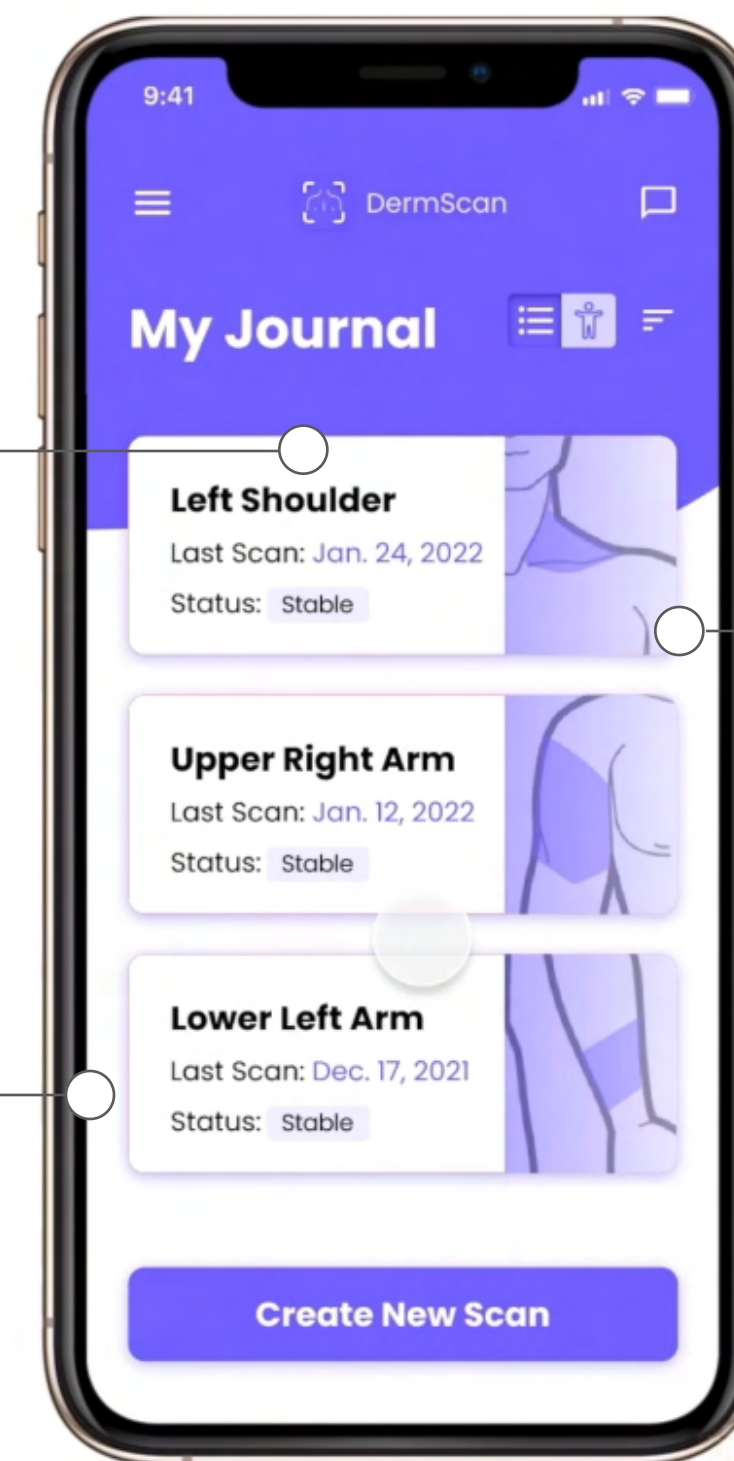 9:41
DermScan
My Journal
Left Shoulder
Last Scan: Jan. 24, 2022
Status: Stable
Upper Right Arm
Last Scan: Jan. 12, 2022
Status: Stable
Lower Left Arm
Last Scan: Dec. 17, 2021
Status: Stable
Create New Scan